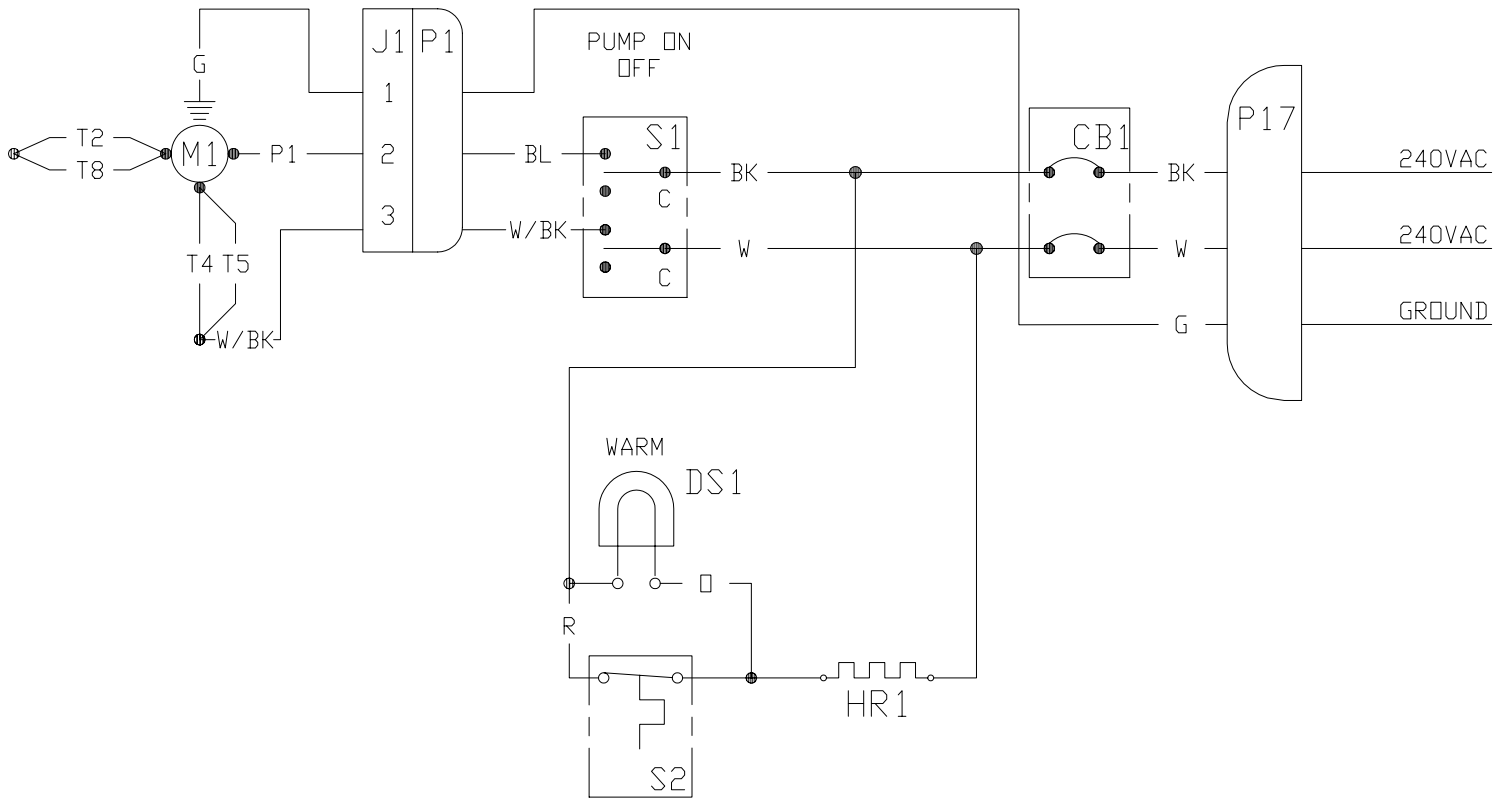 J1 P1
PUMP ON
OFF
G
1
S1
CB1
P17
T2
M1
P1
2
BL
T8
BK
BK
240VAC
C
3
W/BK
W
W
240VAC
T4 T5
C
G
GROUND
W/BK
WARM
DS1
O
R
HR1
S2